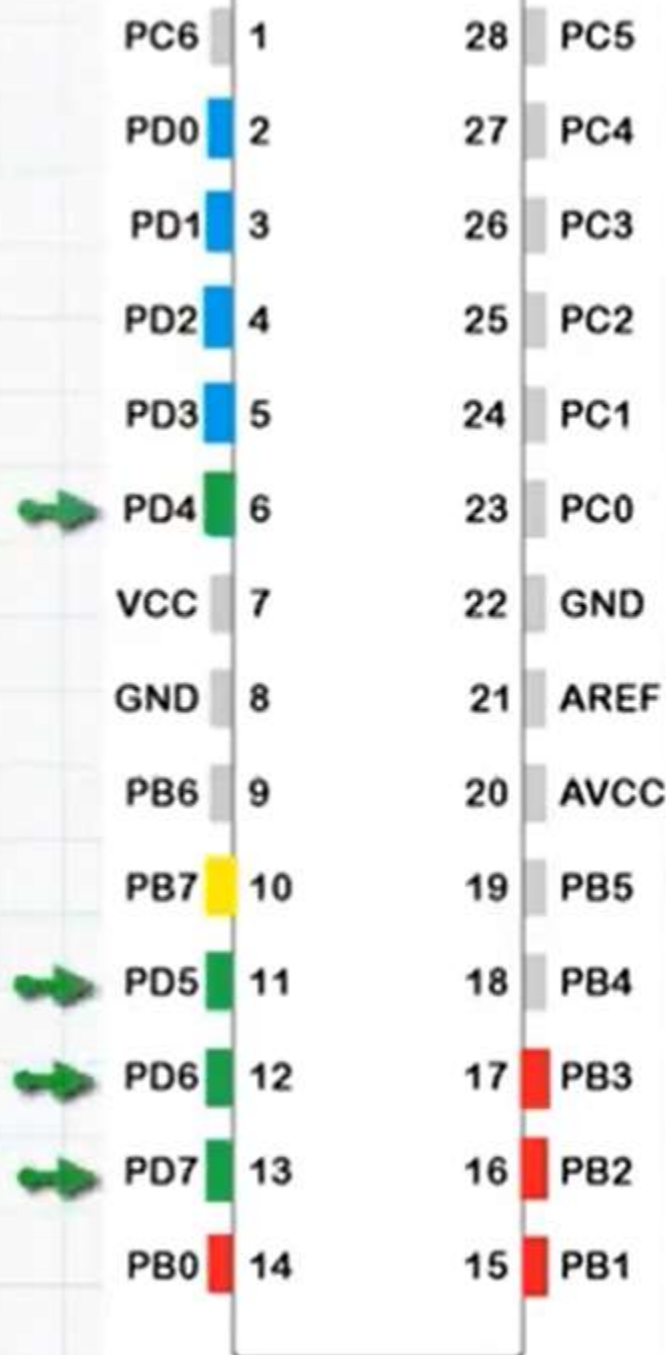 PC6 1 28 PC5
PD0 2 27 PC4
PD1 3 26 PC3
PD2 4 25 PC2
PD3 5 24 PC1
PD4 6 23 PC0
VCC 7 22 GND
GND 8 21 AREF
PB6 9 20 AVCC
PB7 10 19 PB5
PD5 11 18 PB4
PD6 12 17 PB3
PD7 13 16 PB2
PB0 14 15 PB1